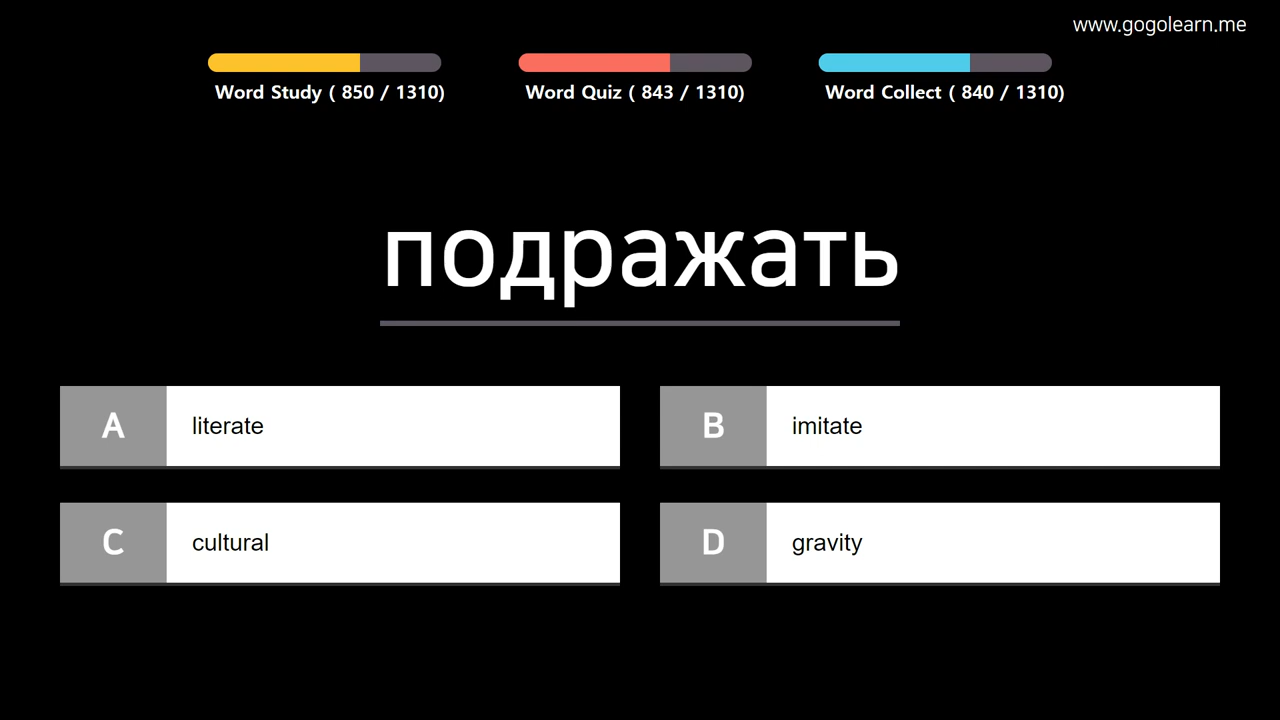 www.gogolearn.me
Word Study ( 850 / 1310)
Word Quiz ( 843 / 1310)
Word Collect ( 840 / 1310)
подражать
A literate
B imitate
C cultural
D gravity